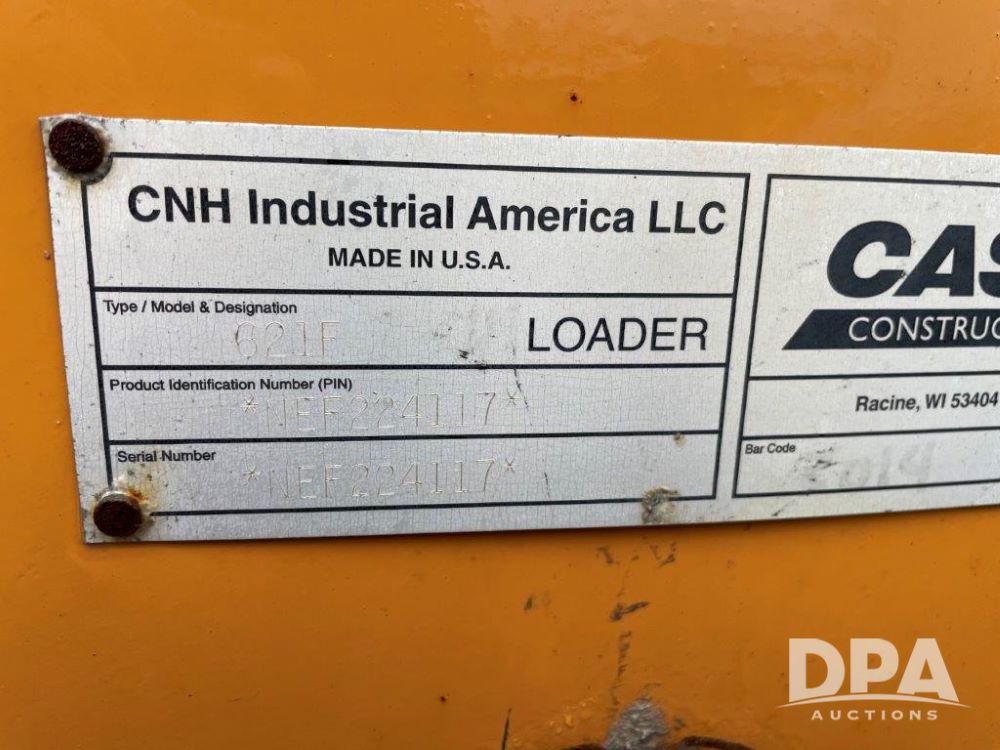 CNH Industrial America LLC
MADE IN U.S.A.
Type / Model & Designation
621F LOADER
Product Identification Number (PIN)
*NEF224117*
Serial Number
*NEF224117*
CAS
CONSTRUC
Racine, WI 53404
Bar Code
DPA
AUCTIONS